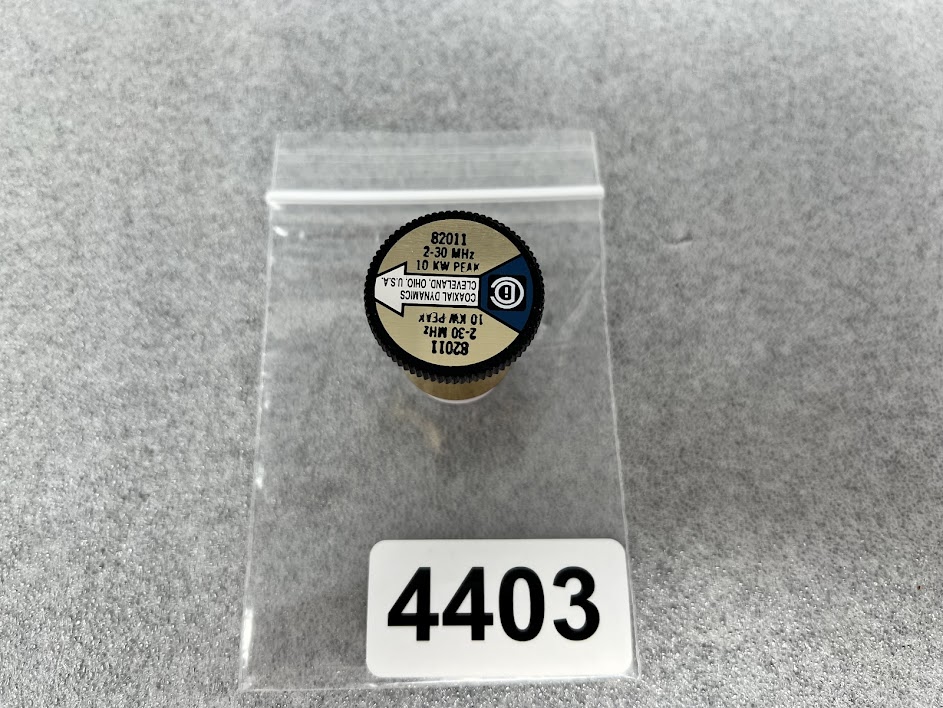 82011
2-30 MHz
10 KW PEAK
COAXIAL DYNAMICS
CLEVELAND, OHIO, U.S.A.
82011
2-30 MHz
10 KW PEAK
4403